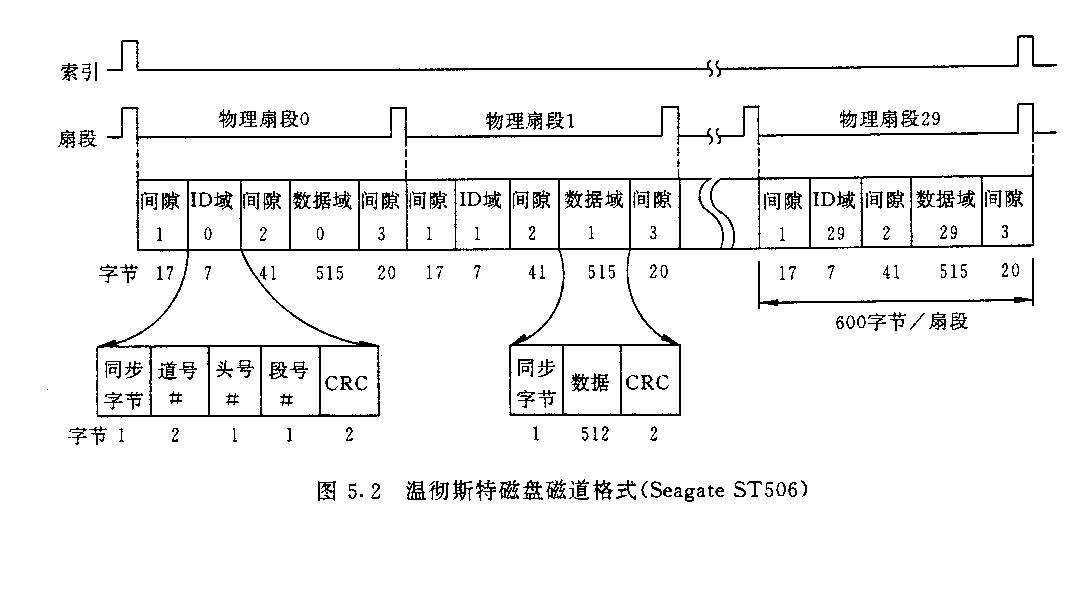 索引
扇段 物理扇段0 物理扇段1 物理扇段29
间隙 ID域 间隙 数据域 间隙 间隙 ID域 间隙 数据域 间隙 间隙 ID域 间隙 数据域 间隙
1 0 2 0 3 1 1 2 1 3 1 29 2 29 3
字节 17 7 41 515 20 17 7 41 515 20 17 7 41 515 20
600字节/扇段
同步 道号 头号 段号 CRC 同步 数据 CRC
字节 # # # 字节
字节 1 2 1 1 2 1 512 2
图 5.2 温彻斯特磁盘磁道格式(Seagate ST506)